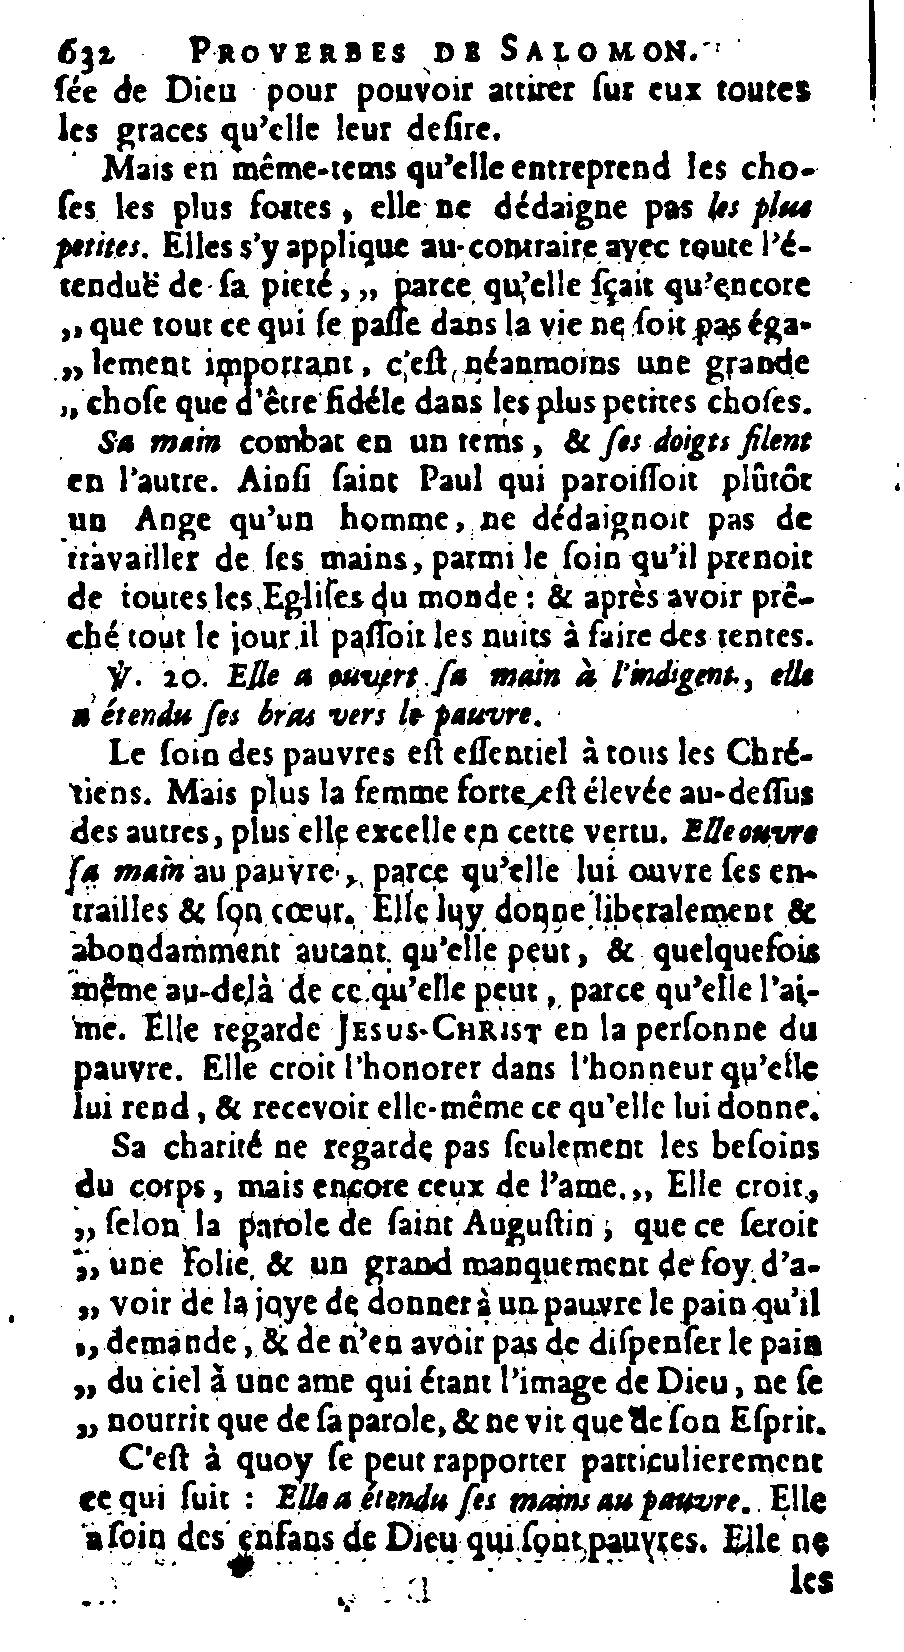 632 PROVERBES DE SALOMON.
ſée de Dieu pour pouvoir attirer ſur eux toutes
les graces qu'elle leur deſire.
Mais en même-tems qu'elle entreprend les cho-
ſes les plus fortes, elle ne dédaigne pas les plus
petites. Elles s'y applique au-contraire avec toute l'é-
tenduë de ſa pieté, „ parce qu'elle ſçait qu'encore
„ que tout ce qui ſe paſſe dans la vie ne ſoit pas éga-
„ lement important, c'eſt néanmoins une grande
„ choſe que d'être fidéle dans les plus petites choſes.
Sa main combat en un tems, & ſes doigts filent
en l'autre. Ainſi ſaint Paul qui paroiſſoit plûtôt
un Ange qu'un homme, ne dédaignoit pas de
travailler de ſes mains, parmi le ſoin qu'il prenoit
de toutes les Egliſes du monde : & après avoir prê-
ché tout le jour il paſſoit les nuits à faire des tentes.
℣. 20. Elle a ouvert ſa main à l'indigent, elle
a étendu ſes bras vers le pauvre.
Le ſoin des pauvres eſt eſſentiel à tous les Chré-
tiens. Mais plus la femme forte eſt élevée au-deſſus
des autres, plus elle excelle en cette vertu. Elle ouvre
ſa main au pauvre, parce qu'elle lui ouvre ſes en-
trailles & ſon cœur. Elle luy donne liberalement &
abondamment autant qu'elle peut, & quelquefois
même au-delà de ce qu'elle peut, parce qu'elle l'ai-
me. Elle regarde JESUS-CHRIST en la perſonne du
pauvre. Elle croit l'honorer dans l'honneur qu'elle
lui rend, & recevoir elle-même ce qu'elle lui donne.
Sa charité ne regarde pas ſeulement les beſoins
du corps, mais encore ceux de l'ame. „ Elle croit,
„ ſelon la parole de ſaint Auguſtin, que ce ſeroit
„ une folie & un grand manquement de foy d'a-
„ voir de la joye de donner à un pauvre le pain qu'il
„ demande, & de n'en avoir pas de diſpenſer le pain
„ du ciel à une ame qui étant l'image de Dieu, ne ſe
„ nourrit que de ſa parole, & ne vit que de ſon Eſprit.
C'eſt à quoy ſe peut rapporter particulierement
ce qui ſuit : Elle a étendu ſes mains au pauvre. Elle
a ſoin des enfans de Dieu qui ſont pauvres. Elle ne
les